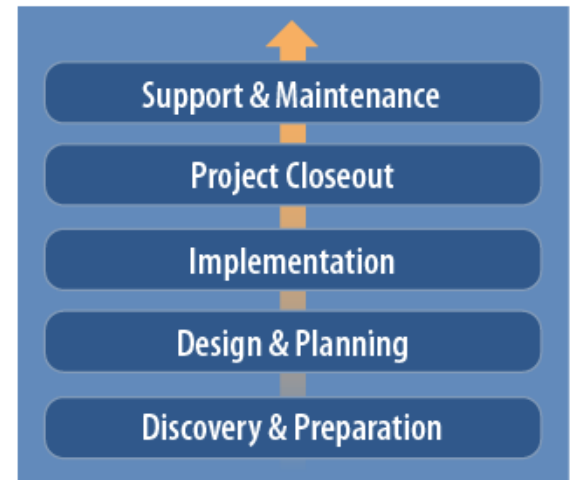 Support & Maintenance
Project Closeout
Implementation
Design & Planning
Discovery & Preparation